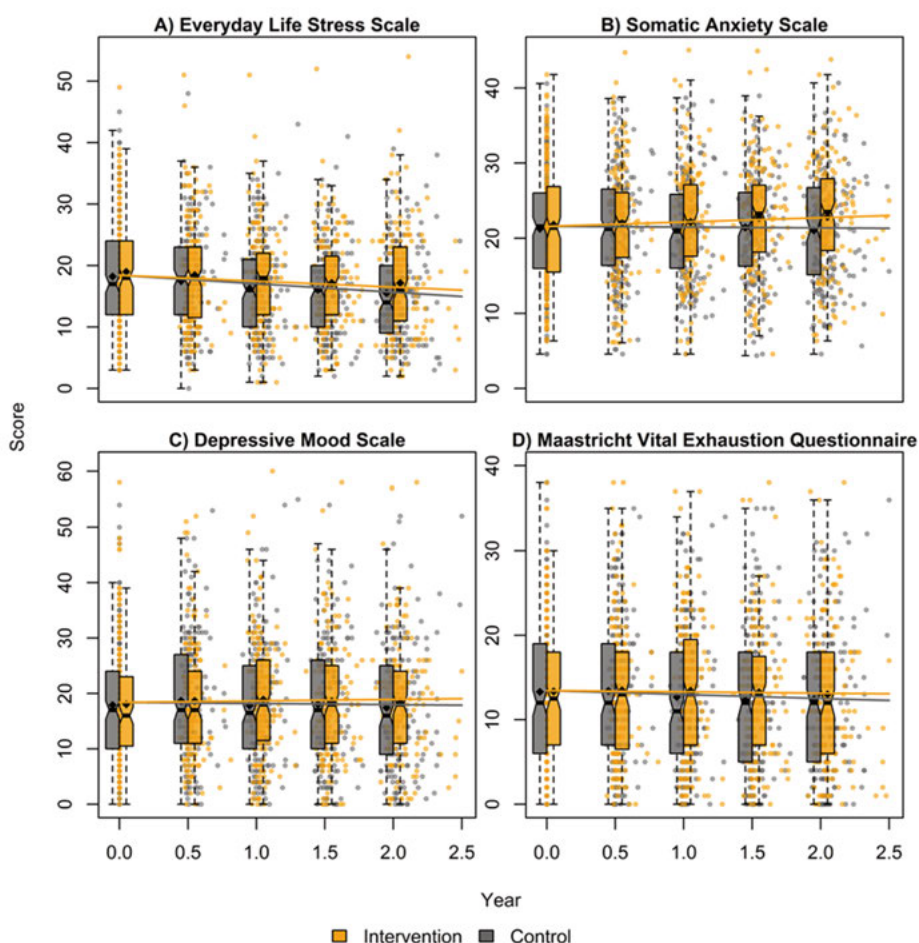 A) Everyday Life Stress Scale
B) Somatic Anxiety Scale
50
40
30
20
10
0
40
30
20
10
0
Score
C) Depressive Mood Scale
D) Maastricht Vital Exhaustion Questionnaire
60
50
40
30
20
10
0
40
30
20
10
0
0.0 0.5 1.0 1.5 2.0 2.5
0.0 0.5 1.0 1.5 2.0 2.5
Year
Intervention Control